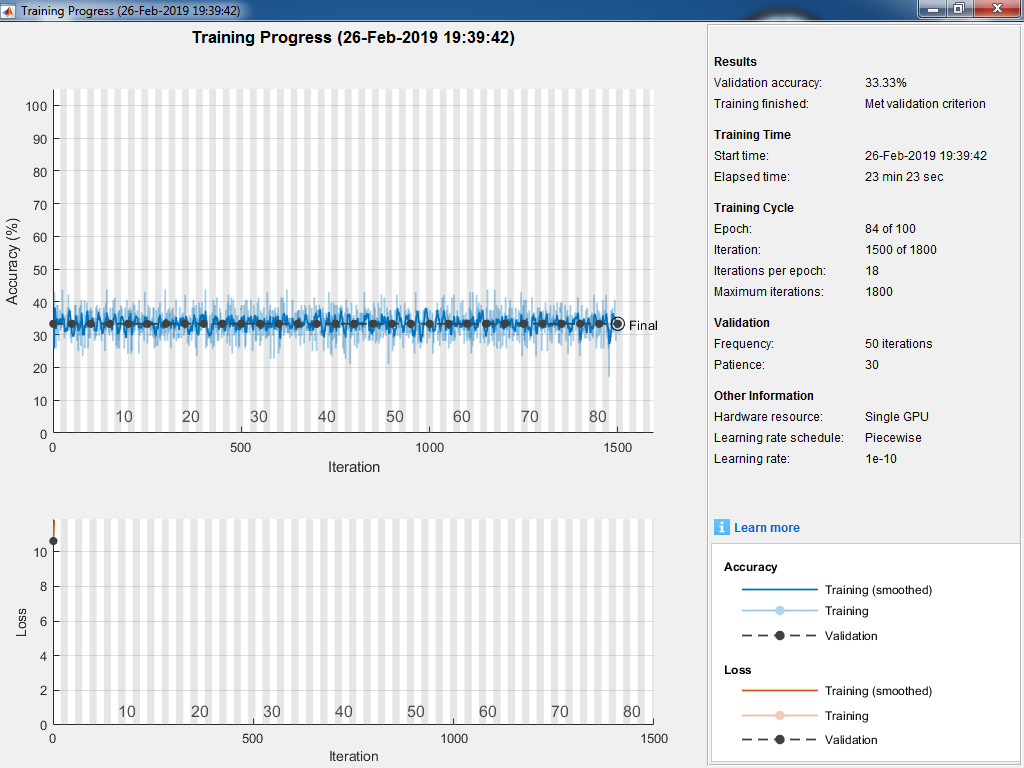 Training Progress (26-Feb-2019 19:39:42)
Training Progress (26-Feb-2019 19:39:42)
100
90
80
70
60
50
40
30
20
10
0
Accuracy (%)
Final
10 20 30 40 50 60 70 80
0 500 1000 1500
Iteration
10
8
6
4
2
0
Loss
10 20 30 40 50 60 70 80
0 500 1000 1500
Iteration
Results
Validation accuracy: 33.33%
Training finished: Met validation criterion
Training Time
Start time: 26-Feb-2019 19:39:42
Elapsed time: 23 min 23 sec
Training Cycle
Epoch: 84 of 100
Iteration: 1500 of 1800
Iterations per epoch: 18
Maximum iterations: 1800
Validation
Frequency: 50 iterations
Patience: 30
Other Information
Hardware resource: Single GPU
Learning rate schedule: Piecewise
Learning rate: 1e-10
i Learn more
Accuracy
Training (smoothed)
Training
Validation
Loss
Training (smoothed)
Training
Validation